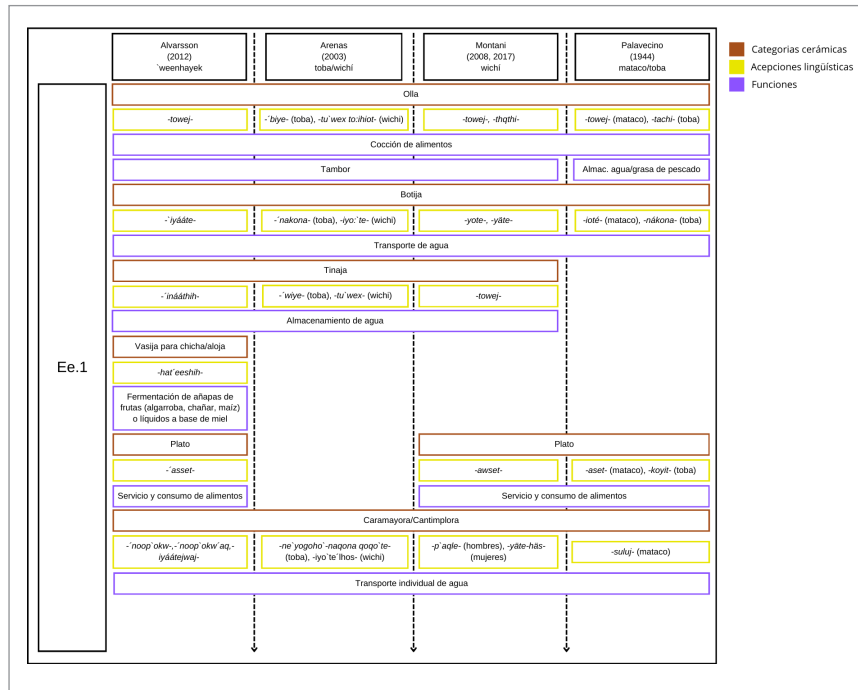 Alvarsson
(2012)
`weenhayek
Arenas
(2003)
toba/wichí
Montani
(2008, 2017)
wichí
Palavecino
(1944)
mataco/toba
Categorias cerámicas
Acepciones lingüísticas
Funciones
Ee.1
Olla
-towej-
-´biye- (toba), -tu`wex to:ihiot- (wichi)
-towej-, -thqthi-
-towej- (mataco), -tachi- (toba)
Cocción de alimentos
Tambor
Almac. agua/grasa de pescado
Botija
-´iyááte-
-´nakona- (toba), -iyo:`te- (wichi)
-yote-, -yäte-
-ioté- (mataco), -nákona- (toba)
Transporte de agua
Tinaja
-´inááthih-
-´wiye- (toba), -tu`wex- (wichi)
-towej-
Almacenamiento de agua
Vasija para chicha/aloja
-hat´eeshih-
Fermentación de añapas de
frutas (algarroba, chañar, maíz)
o líquidos a base de miel
Plato
Plato
-´asset-
-awset-
-aset- (mataco), -koyit- (toba)
Servicio y consumo de alimentos
Servicio y consumo de alimentos
Caramayora/Cantimplora
-´noop`okw-,-´noop`okw´aq,-
iyáátejwaj-
-ne`yogoho´-naqona qoqo`te-
(toba), -iyo`te´lhos- (wichi)
-p`aqle- (hombres), -yäte-häs-
(mujeres)
-suluj- (mataco)
Transporte individual de agua